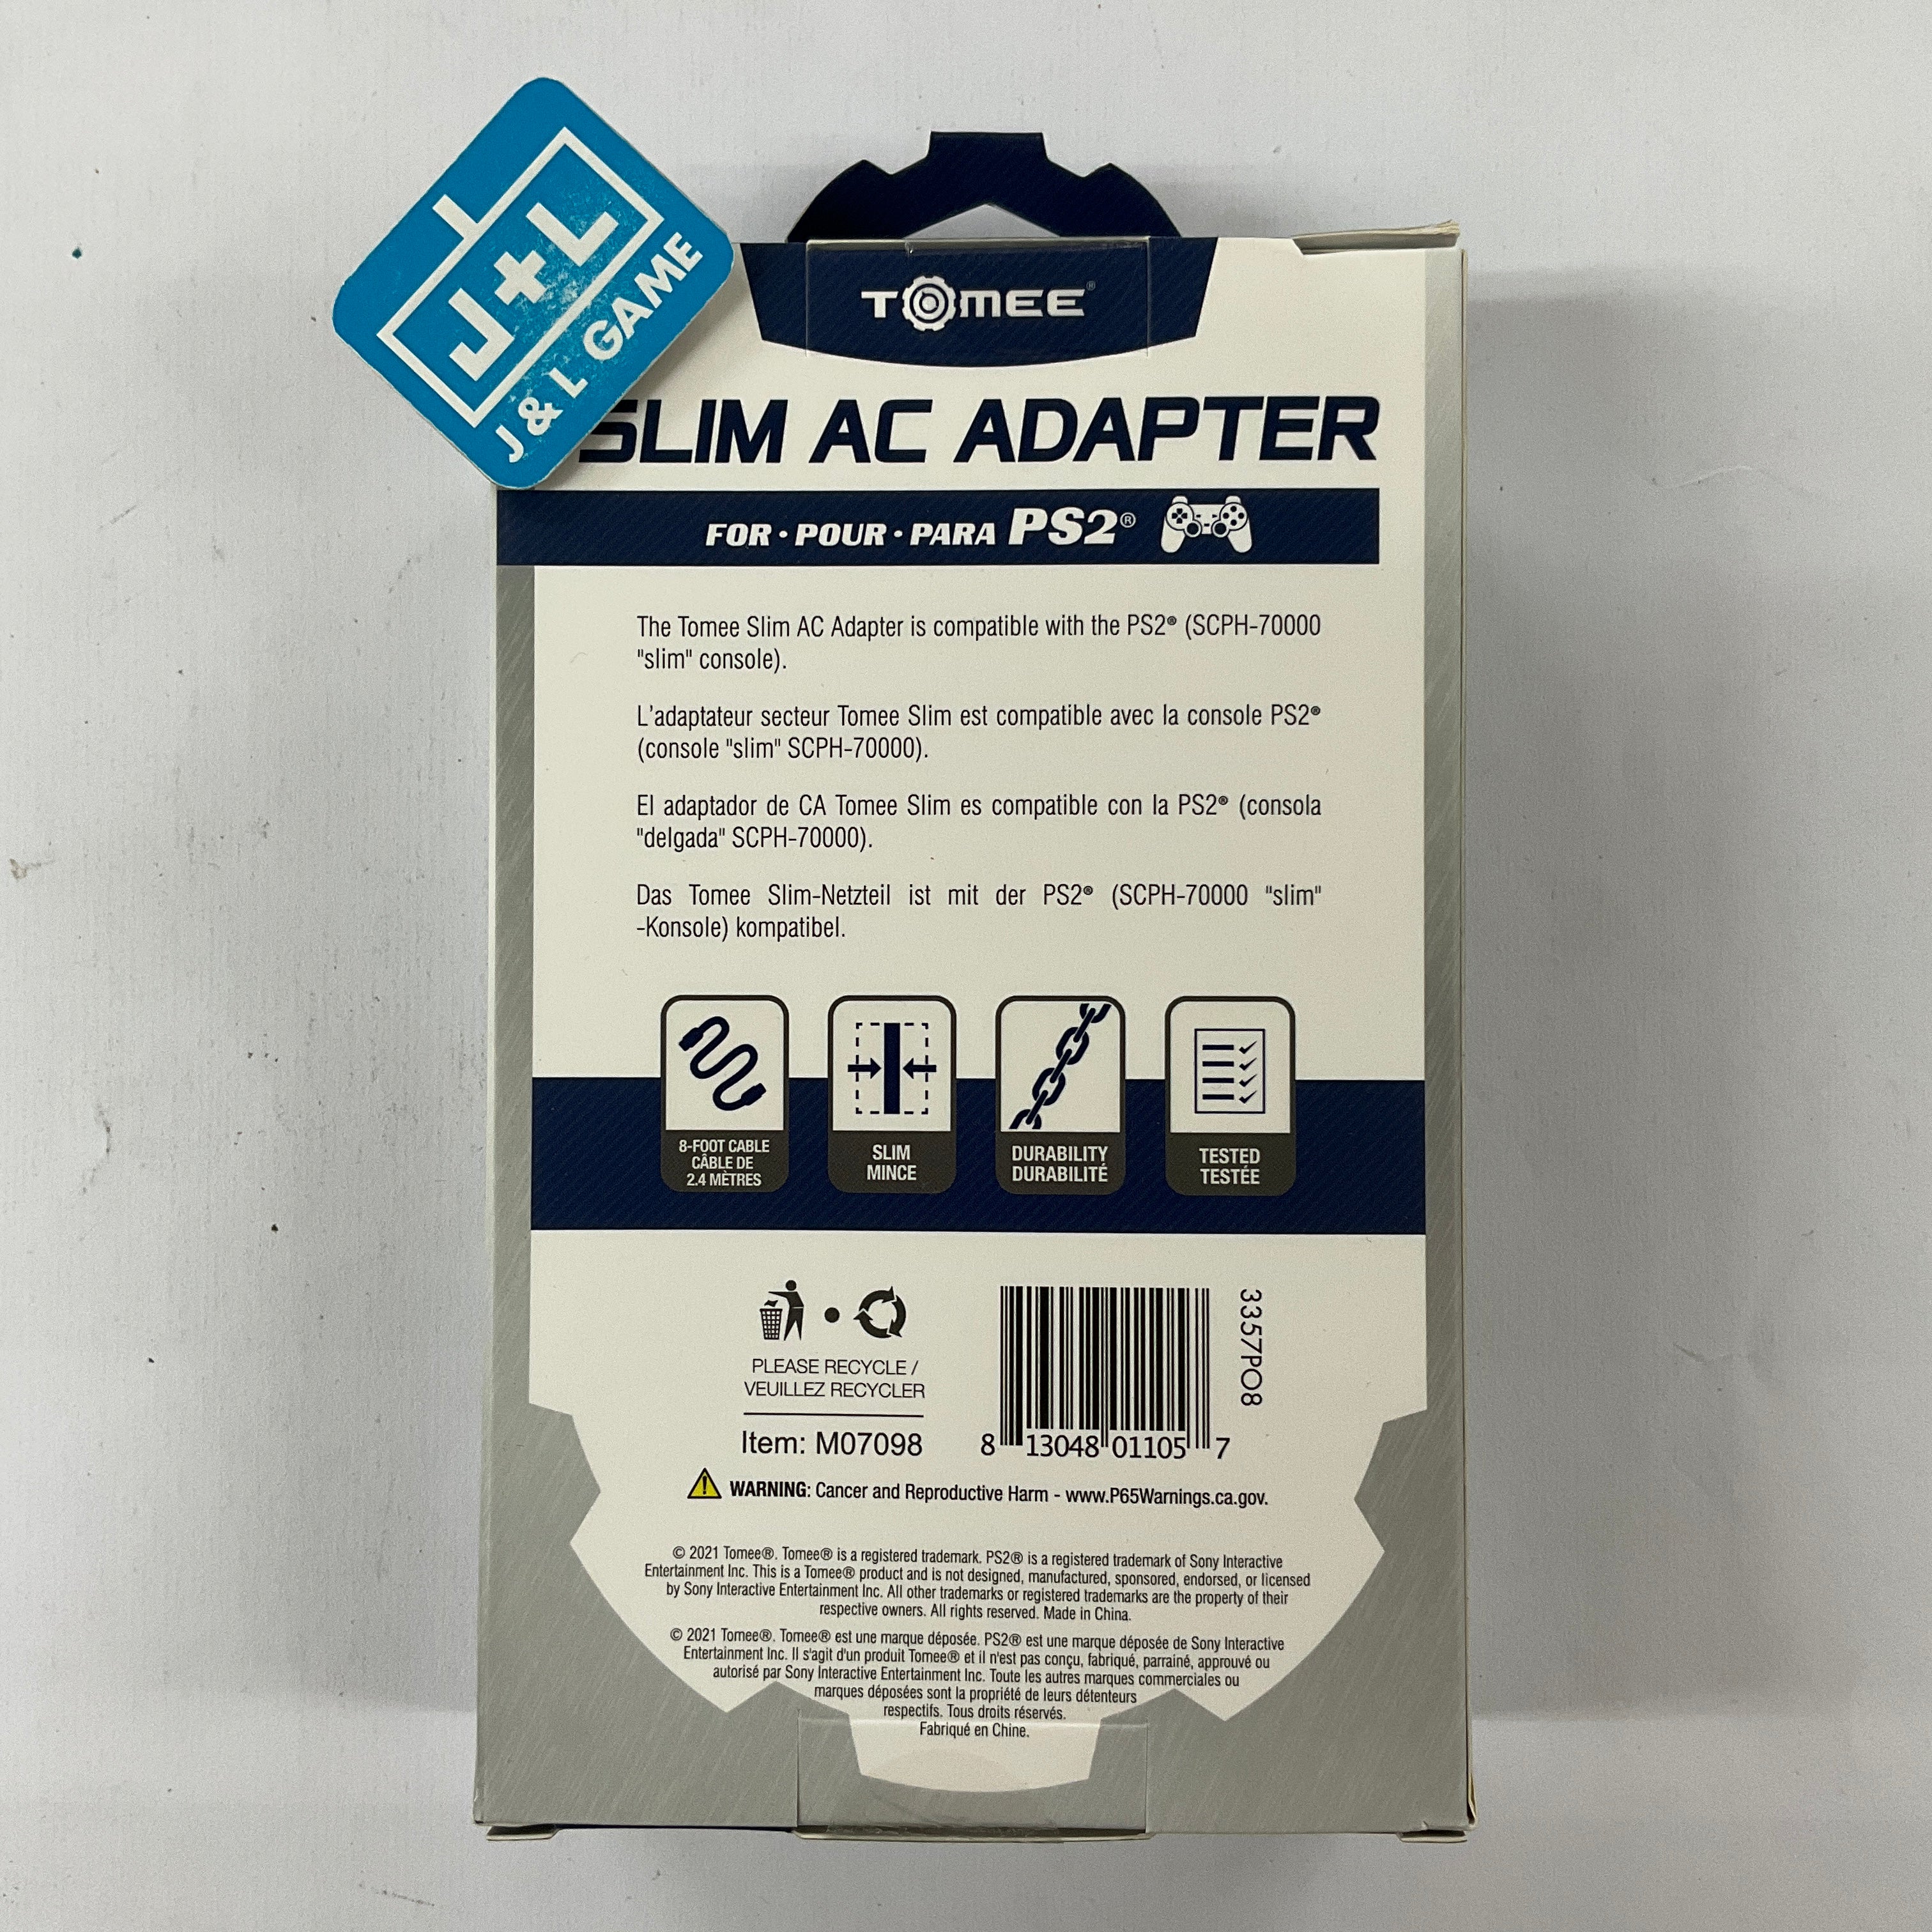 J+L
J & L GAME
TOMEE®
SLIM AC ADAPTER
FOR • POUR • PARA PS2®
The Tomee Slim AC Adapter is compatible with the PS2® (SCPH-70000
"slim" console).
L'adaptateur secteur Tomee Slim est compatible avec la console PS2®
(console "slim" SCPH-70000).
El adaptador de CA Tomee Slim es compatible con la PS2® (consola
"delgada" SCPH-70000).
Das Tomee Slim-Netzteil ist mit der PS2® (SCPH-70000 "slim"
-Konsole) kompatibel.
8-FOOT CABLE
CÂBLE DE
2.4 MÈTRES
SLIM
MINCE
DURABILITY
DURABILITÉ
TESTED
TESTÉE
PLEASE RECYCLE /
VEUILLEZ RECYCLER
Item: M07098
8 13048 01105 7
3357PO8
WARNING: Cancer and Reproductive Harm - www.P65Warnings.ca.gov.
© 2021 Tomee®. Tomee® is a registered trademark. PS2® is a registered trademark of Sony Interactive
Entertainment Inc. This is a Tomee® product and is not designed, manufactured, sponsored, endorsed, or licensed
by Sony Interactive Entertainment Inc. All other trademarks or registered trademarks are the property of their
respective owners. All rights reserved. Made in China.
© 2021 Tomee®. Tomee® est une marque déposée. PS2® est une marque déposée de Sony Interactive
Entertainment Inc. Il s'agit d'un produit Tomee® et il n'est pas conçu, fabriqué, parrainé, approuvé ou
autorisé par Sony Interactive Entertainment Inc. Toute les autres marques commerciales ou
marques déposées sont la propriété de leurs détenteurs
respectifs. Tous droits réservés.
Fabriqué en Chine.